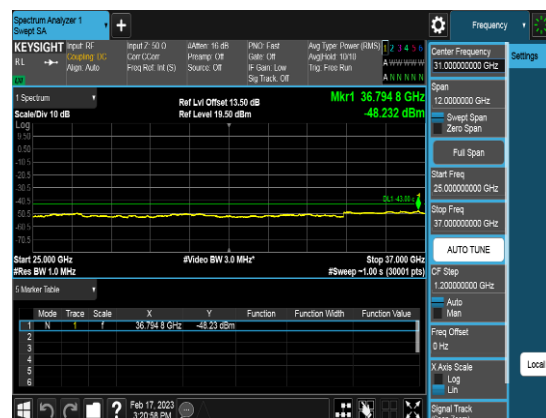 Spectrum Analyzer 1
Swept SA
Frequency
KEYSIGHT
RL
Input: RF
Coupling: DC
Align: Auto
Input Z: 50 Ω
Corr CCorr
Freq Ref: Int (S)
#Atten: 16 dB
Preamp: Off
Source: Off
PNO: Fast
Gate: Off
IF Gain: Low
Sig Track: Off
Avg Type: Power (RMS)
Avg|Hold: 10/10
Trig: Free Run
1 2 3 4 5 6
A W W W W W
A N N N N N
1 Spectrum
Scale/Div 10 dB
Ref Lvl Offset 13.50 dB
Ref Level 19.50 dBm
Mkr1 36.794 8 GHz
-48.232 dBm
Log
9.50
-0.500
-10.5
-20.5
-30.5
-40.5
-50.5
-60.5
-70.5
Start 25.000 GHz
#Res BW 1.0 MHz
#Video BW 3.0 MHz*
Stop 37.000 GHz
#Sweep ~1.00 s (30001 pts)
5 Marker Table
Mode Trace Scale X Y Function Function Width Function Value
1 N 1 f 36.794 8 GHz -48.23 dBm
2
3
4
5
6
Feb 17, 2023
3:20:58 PM
Center Frequency
31.000000000 GHz
Settings
Span
12.0000000 GHz
Swept Span
Zero Span
Full Span
Start Freq
25.000000000 GHz
Stop Freq
37.000000000 GHz
AUTO TUNE
CF Step
1.200000000 GHz
Auto
Man
Freq Offset
0 Hz
X Axis Scale
Log
Lin
Local
Signal Track